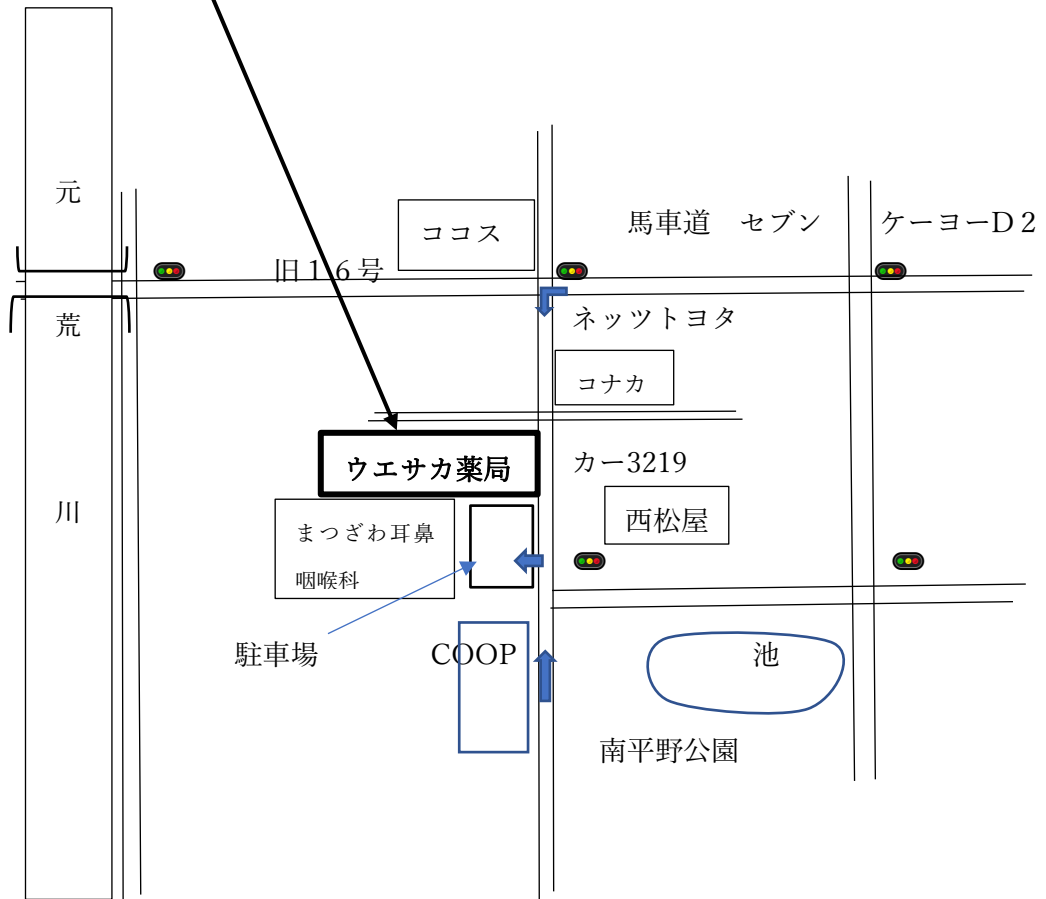 元
荒
川
ココス
馬車道　セブン
ケーヨーD２
旧１６号
ネッツトヨタ
コナカ
ウエサカ薬局
カー3219
西松屋
まつざわ耳鼻
咽喉科
駐車場
COOP
池
南平野公園